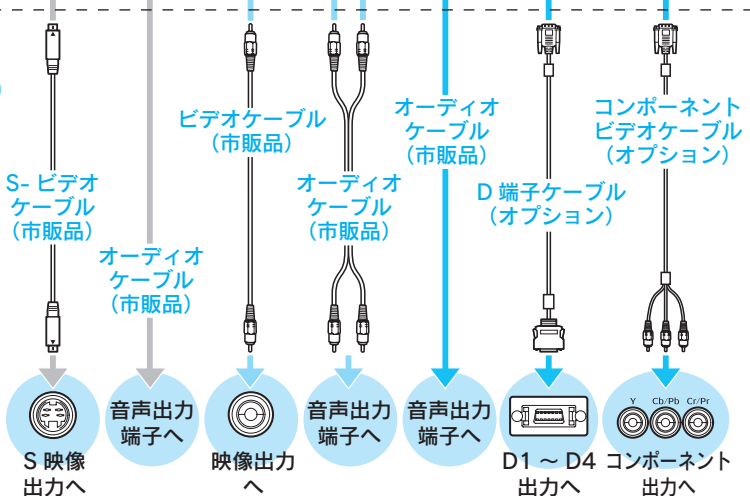 S- ビデオ
ケーブル
（市販品）
オーディオ
ケーブル
（市販品）
ビデオケーブル
（市販品）
オーディオ
ケーブル
（市販品）
オーディオ
ケーブル
（市販品）
D 端子ケーブル
（オプション）
コンポーネント
ビデオケーブル
（オプション）
S 映像
出力へ
音声出力
端子へ
映像出力
へ
音声出力
端子へ
音声出力
端子へ
D1 ～ D4
出力へ
Y Cb/Pb Cr/Pr
コンポーネント
出力へ